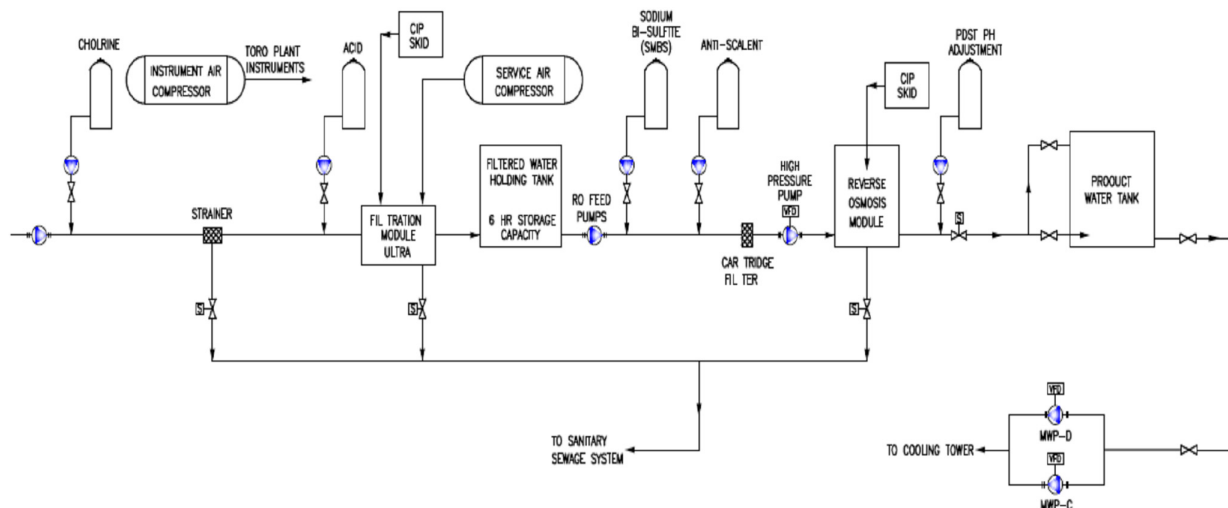 CHOLRINE
INSTRUMENT AIR
COMPRESSOR
TORO PLANT
INSTRUMENTS
ACID
CIP
SKID
SERVICE AIR
COMPRESSOR
SODIUM
BI-SULFITE
(SMBS)
ANTI-SCALENT
CIP
SKID
PDST PH
ADJUSTMENT
STRAINER
FIL TRATION
MODULE
ULTRA
FILTERED WATER
HOLDING TANK
6 HR STORAGE
CAPACITY
RO FEED
PUMPS
CAR TRIDGE
FIL TER
HIGH
PRESSURE
PUMP
VFD
REVERSE
OSMOSIS
MODULE
S
PROOUCT
WATER TANK
S
S
S
TO SANITARY
SEWAGE SYSTEM
TO COOLING TOWER
VFD
MWP-D
VFD
MWP-C